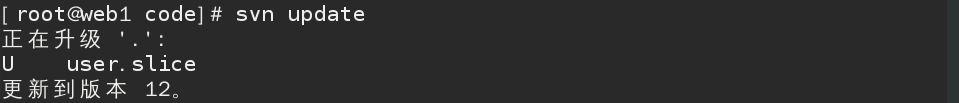 [root@web1 code]# svn update
正在升级 '.':
U    user.slice
更新到版本 12。